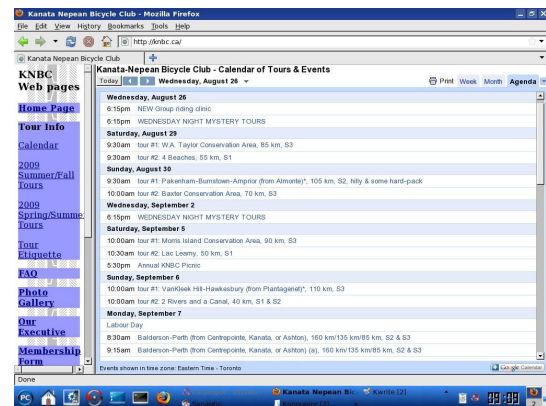 Kanata Nepean Bicycle Club - Mozilla Firefox
File Edit View History Bookmarks Tools Help
http://knbc.ca/
Kanata Nepean Bicycle Club
KNBC
Web pages
Home Page
Tour Info
Calendar
2009
Summer/Fall
Tours
2009
Spring/Summe
Tours
Tour
Etiquette
FAQ
Photo
Gallery
Our
Executive
Membership
Form
Kanata-Nepean Bicycle Club - Calendar of Tours & Events
Today Wednesday, August 26 Print Week Month Agenda
Wednesday, August 26
6:15pm NEW Group riding clinic
6:15pm WEDNESDAY NIGHT MYSTERY TOURS
Saturday, August 29
9:30am tour #1: W.A. Taylor Conservation Area, 85 km, S3
9:30am tour #2: 4 Beaches, 55 km, S1
Sunday, August 30
9:30am tour #1: Pakenham-Burnstown-Arnprior (from Almonte)*, 105 km, S2, hilly & some hard-pack
10:00am tour #2: Baxter Conservation Area, 70 km, S3
Wednesday, September 2
6:15pm WEDNESDAY NIGHT MYSTERY TOURS
Saturday, September 5
10:00am tour #1: Morris Island Conservation Area, 90 km, S3
10:30am tour #2: Lac Leamy, 50 km, S1
5:30pm Annual KNBC Picnic
Sunday, September 6
10:00am tour #1: VanKleek Hill-Hawkesbury (from Plantagenet)*, 110 km, S3
10:00am tour #2: 2 Rivers and a Canal, 40 km, S1 & S2
Monday, September 7
Labour Day
8:30am Balderson-Perth (from Centrepointe, Kanata, or Ashton), 160 km/135 km/85 km, S2 & S3
9:15am Balderson-Perth (from Centrepointe, Kanata, or Ashton) (a), 160 km/135 km/85 km, S2 & S3
Events shown in time zone: Eastern Time - Toronto
Google Calendar
Done
Kanata Nepean Bic
KWrite [2]
09:09
2